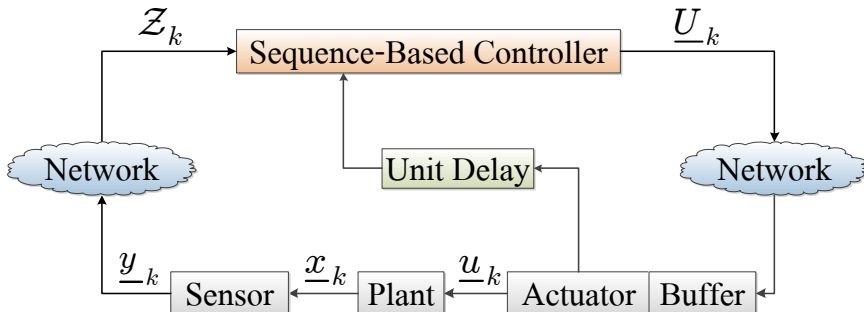 𝒵_k
Sequence-Based Controller
U_k
Network
Unit Delay
Network
y_k
x_k
u_k
Sensor
Plant
Actuator
Buffer